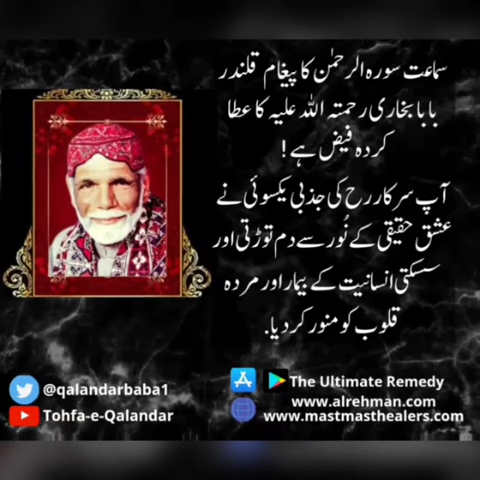 سماعت سورہ الرحمٰن کا پیغام قلندر
بابا بخاری رحمتہ اللہ علیہ کا عطا
کردہ فیض ہے !
آپ سرکار رح کی جذبی یکسوئی نے
عشق حقیقی کے نُور سے دم توڑتی اور
سسکتی انسانیت کے بیمار اور مردہ
قلوب کو منور کر دیا.
@qalandarbaba1
Tohfa-e-Qalandar
The Ultimate Remedy
www.alrehman.com
www.mastmasthealers.com